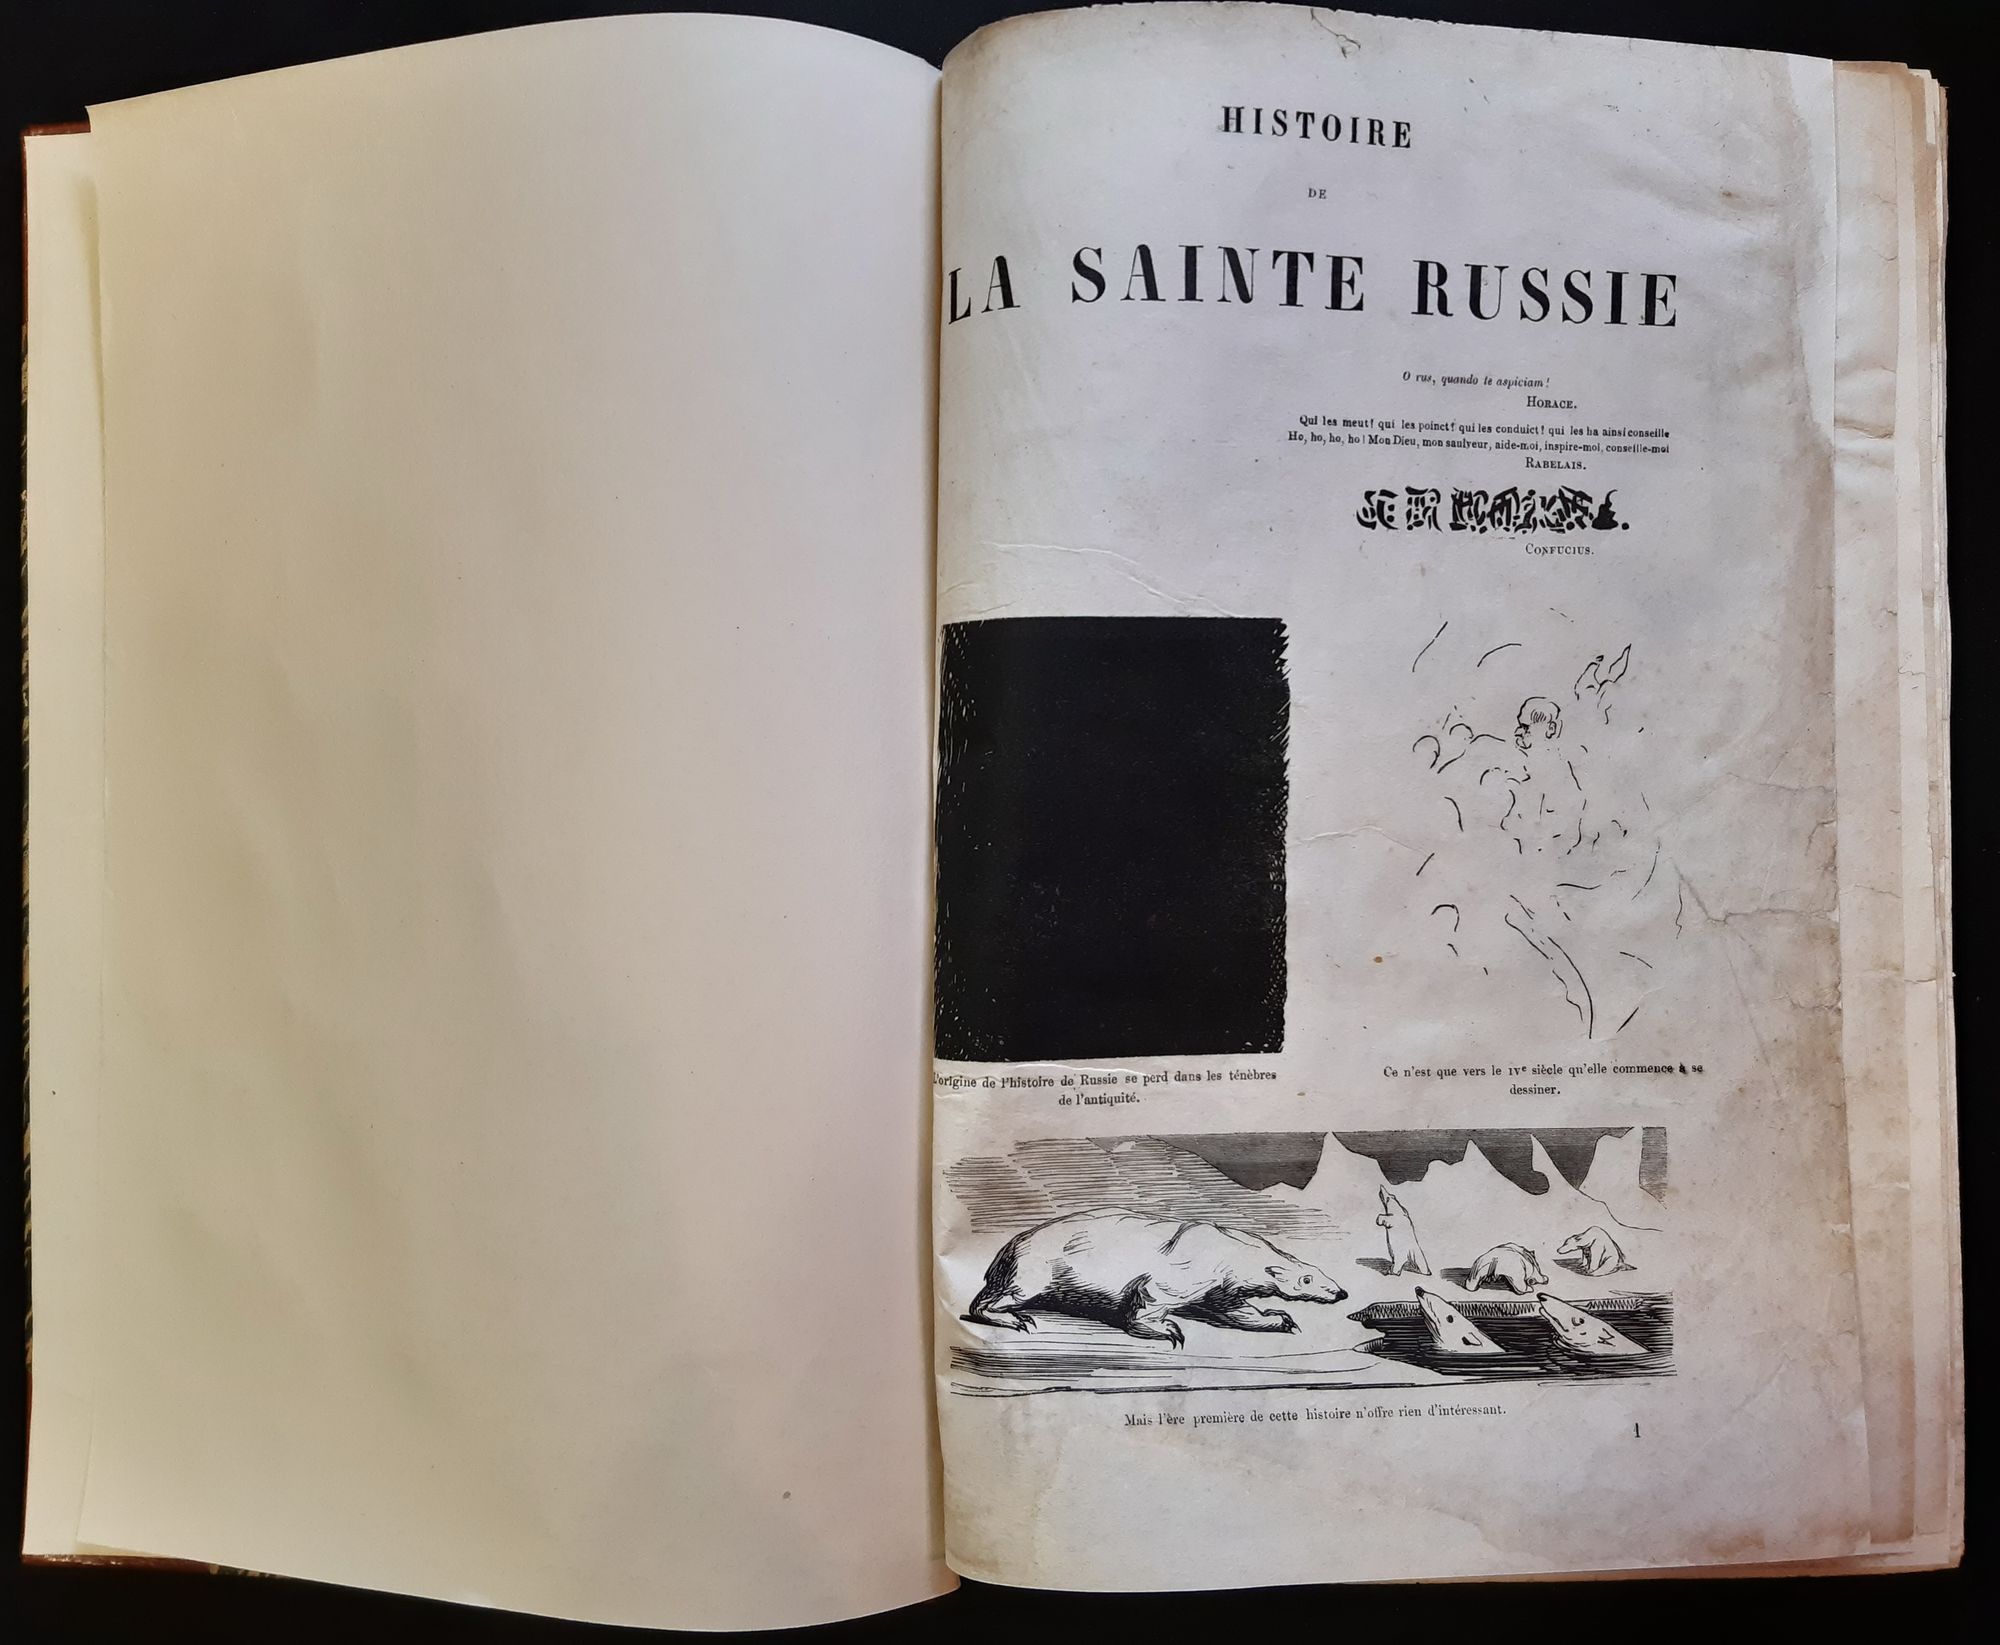 HISTOIRE
DE
LA SAINTE RUSSIE
O rus, quando te aspiciam!
HORACE.
Qui les meut! qui les poinct! qui les conduict! qui les ha ainsi conseille
Ho, ho, ho, ho! Mon Dieu, mon saulveur, aide-moi, inspire-moi, conseille-moi
RABELAIS.
CONFUCIUS.
L'origine de l'histoire de Russie se perd dans les ténèbres
de l'antiquité.
Ce n'est que vers le IVe siècle qu'elle commence à se
dessiner.
Mais l'ère première de cette histoire n'offre rien d'intéressant.
1